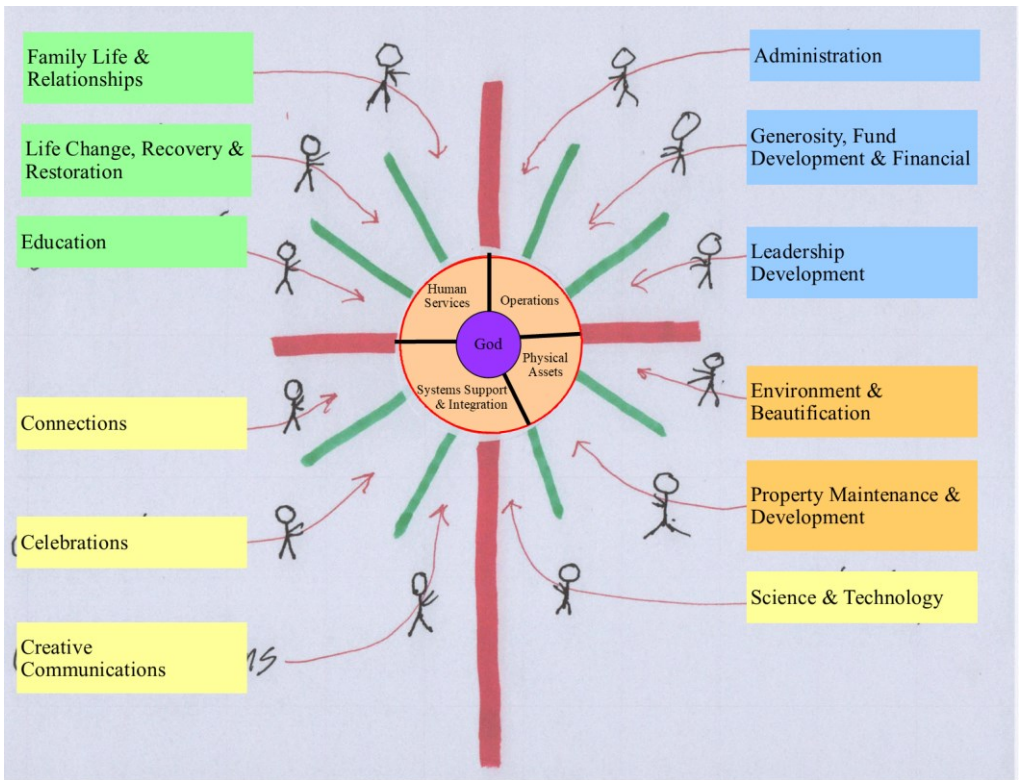 Family Life &
Relationships
Life Change, Recovery &
Restoration
Education
Connections
Celebrations
Creative
Communications
Human
Services
Operations
God
Physical
Assets
Systems Support
& Integration
Administration
Generosity, Fund
Development & Financial
Leadership
Development
Environment &
Beautification
Property Maintenance &
Development
Science & Technology